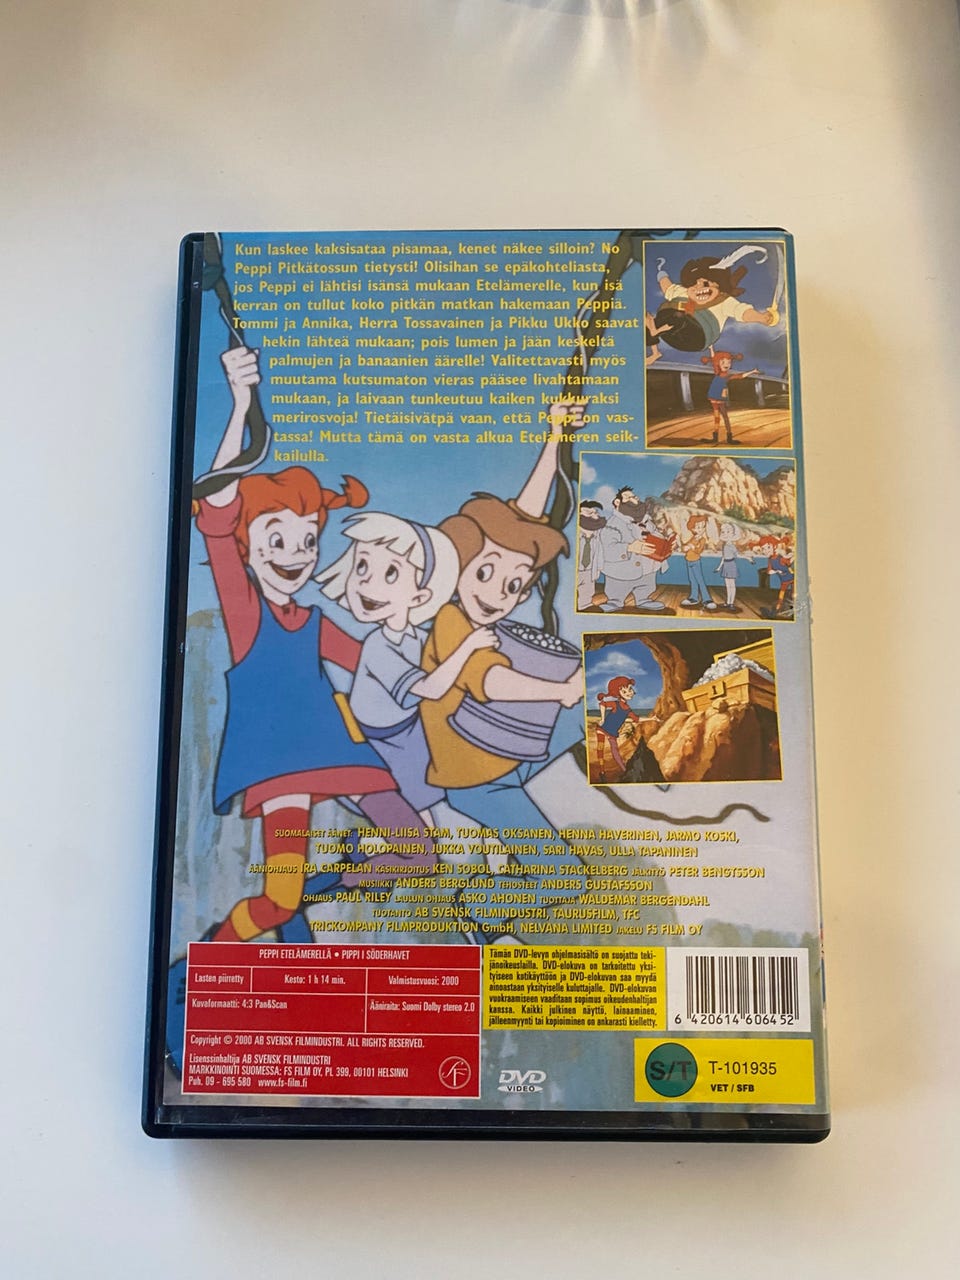 Kun laskee kaksisataa pisamaa, kenet näkee silloin? No
Peppi Pitkätossun tietysti! Olisihan se epäkohteliasta,
jos Peppi ei lähtisi isänsä mukaan Etelämerelle, kun isä
kerran on tullut koko pitkän matkan hakemaan Peppiä.
Tommi ja Annika, Herra Tossavainen ja Pikku Ukko saavat
hekin lähteä mukaan; pois lumen ja jään keskeltä
palmujen ja banaanien äärelle! Valitettavasti myös
muutama kutsumaton vieras pääsee livahtamaan
mukaan, ja laivaan tunkeutuu kaiken kukkuraksi
merirosvoja! Tietäisivätpä vaan, että Peppi on vas-
tassa! Mutta tämä on vasta alkua Etelämeren seik-
kailulla.
SUOMALAISET ÄÄNET: HENNI-LIISA STAM, TUOMAS OKSANEN, HENNA HAVERINEN, JARMO KOSKI,
TUOMO HOLOPAINEN, JUKKA VOUTILAINEN, SARI HAVAS, ULLA TAPANINEN
ÄÄNIOHJAUS IRA CARPELAN KÄSIKIRJOITUS KEN SOBOL, CATHARINA STACKELBERG JÄLKITYÖ PETER BENGTSSON
MUSIIKKI ANDERS BERGLUND TEHOSTEET ANDERS GUSTAFSSON
OHJAUS PAUL RILEY LAULUN OHJAUS ASKO AHONEN TUOTTAJA WALDEMAR BERGENDAHL
TUOTANTO AB SVENSK FILMINDUSTRI, TAURUSFILM, TFC
TRICKOMPANY FILMPRODUKTION GmbH, NELVANA LIMITED JAKELU FS FILM OY
PEPPI ETELÄMERELLÄ • PIPPI I SÖDERHAVET
Lasten piirretty Kesto: 1 h 14 min. Valmistusvuosi: 2000
Kuvaformaatti: 4:3 Pan&Scan Ääniraita: Suomi Dolby stereo 2.0
Copyright © 2000 AB SVENSK FILMINDUSTRI. ALL RIGHTS RESERVED.
Lisenssinhaltija AB SVENSK FILMINDUSTRI
MARKKINOINTI SUOMESSA: FS FILM OY, PL 399, 00101 HELSINKI
Puh. 09 - 695 580 www.fs-film.fi
SF
Tämän DVD-levyn ohjelmasisältö on suojattu teki-
jänoikeuslailla. DVD-elokuva on tarkoitettu yksi-
tyiseen kotikäyttöön ja DVD-elokuvan saa myydä
ainoastaan yksityiselle kuluttajalle. DVD-elokuvan
vuokraamiseen vaaditaan sopimus oikeudenhaltijan
kanssa. Kaikki julkinen näyttö, lainaaminen,
jälleenmyynti tai kopioiminen on ankarasti kielletty.
6 420614 606452
DVD
VIDEO
S/T T-101935
VET / SFB